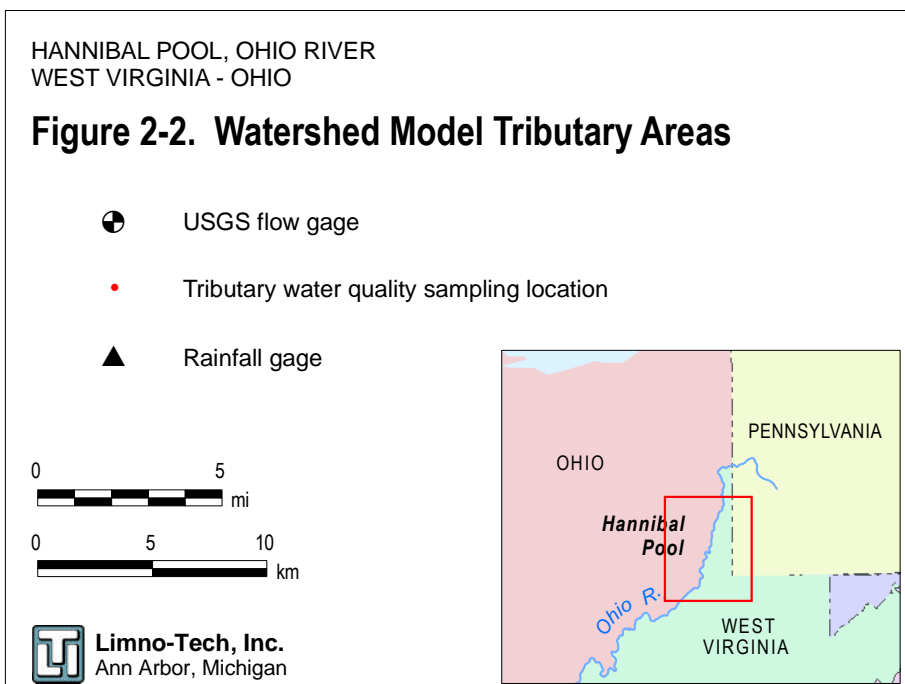 HANNIBAL POOL, OHIO RIVER
WEST VIRGINIA - OHIO
Figure 2-2. Watershed Model Tributary Areas
USGS flow gage
Tributary water quality sampling location
Rainfall gage
0 5
mi
0 5 10
km
LTI
Limno-Tech, Inc.
Ann Arbor, Michigan
PENNSYLVANIA
OHIO
Hannibal
Pool
Ohio R.
WEST
VIRGINIA